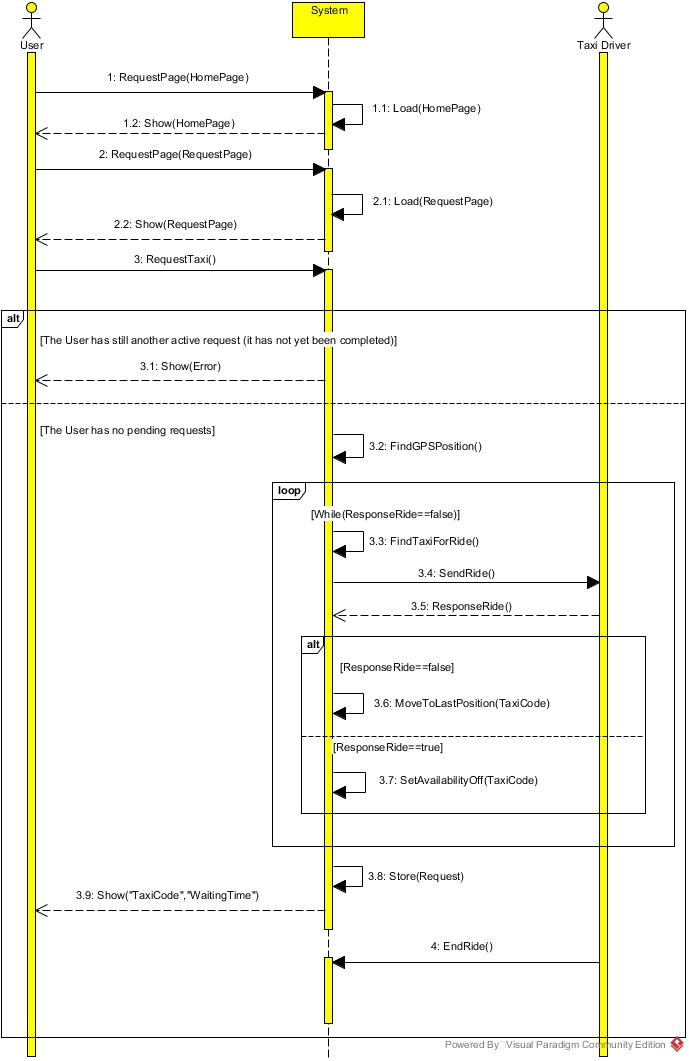 System
User
Taxi Driver
1: RequestPage(HomePage)
1.1: Load(HomePage)
1.2: Show(HomePage)
2: RequestPage(RequestPage)
2.1: Load(RequestPage)
2.2: Show(RequestPage)
3: RequestTaxi()
alt
[The User has still another active request (it has not yet been completed)]
3.1: Show(Error)
[The User has no pending requests]
3.2: FindGPSPosition()
loop
[While(ResponseRide==false)]
3.3: FindTaxiForRide()
3.4: SendRide()
3.5: ResponseRide()
alt
[ResponseRide==false]
3.6: MoveToLastPosition(TaxiCode)
[ResponseRide==true]
3.7: SetAvailabilityOff(TaxiCode)
3.8: Store(Request)
3.9: Show("TaxiCode","WaitingTime")
4: EndRide()
Powered By Visual Paradigm Community Edition